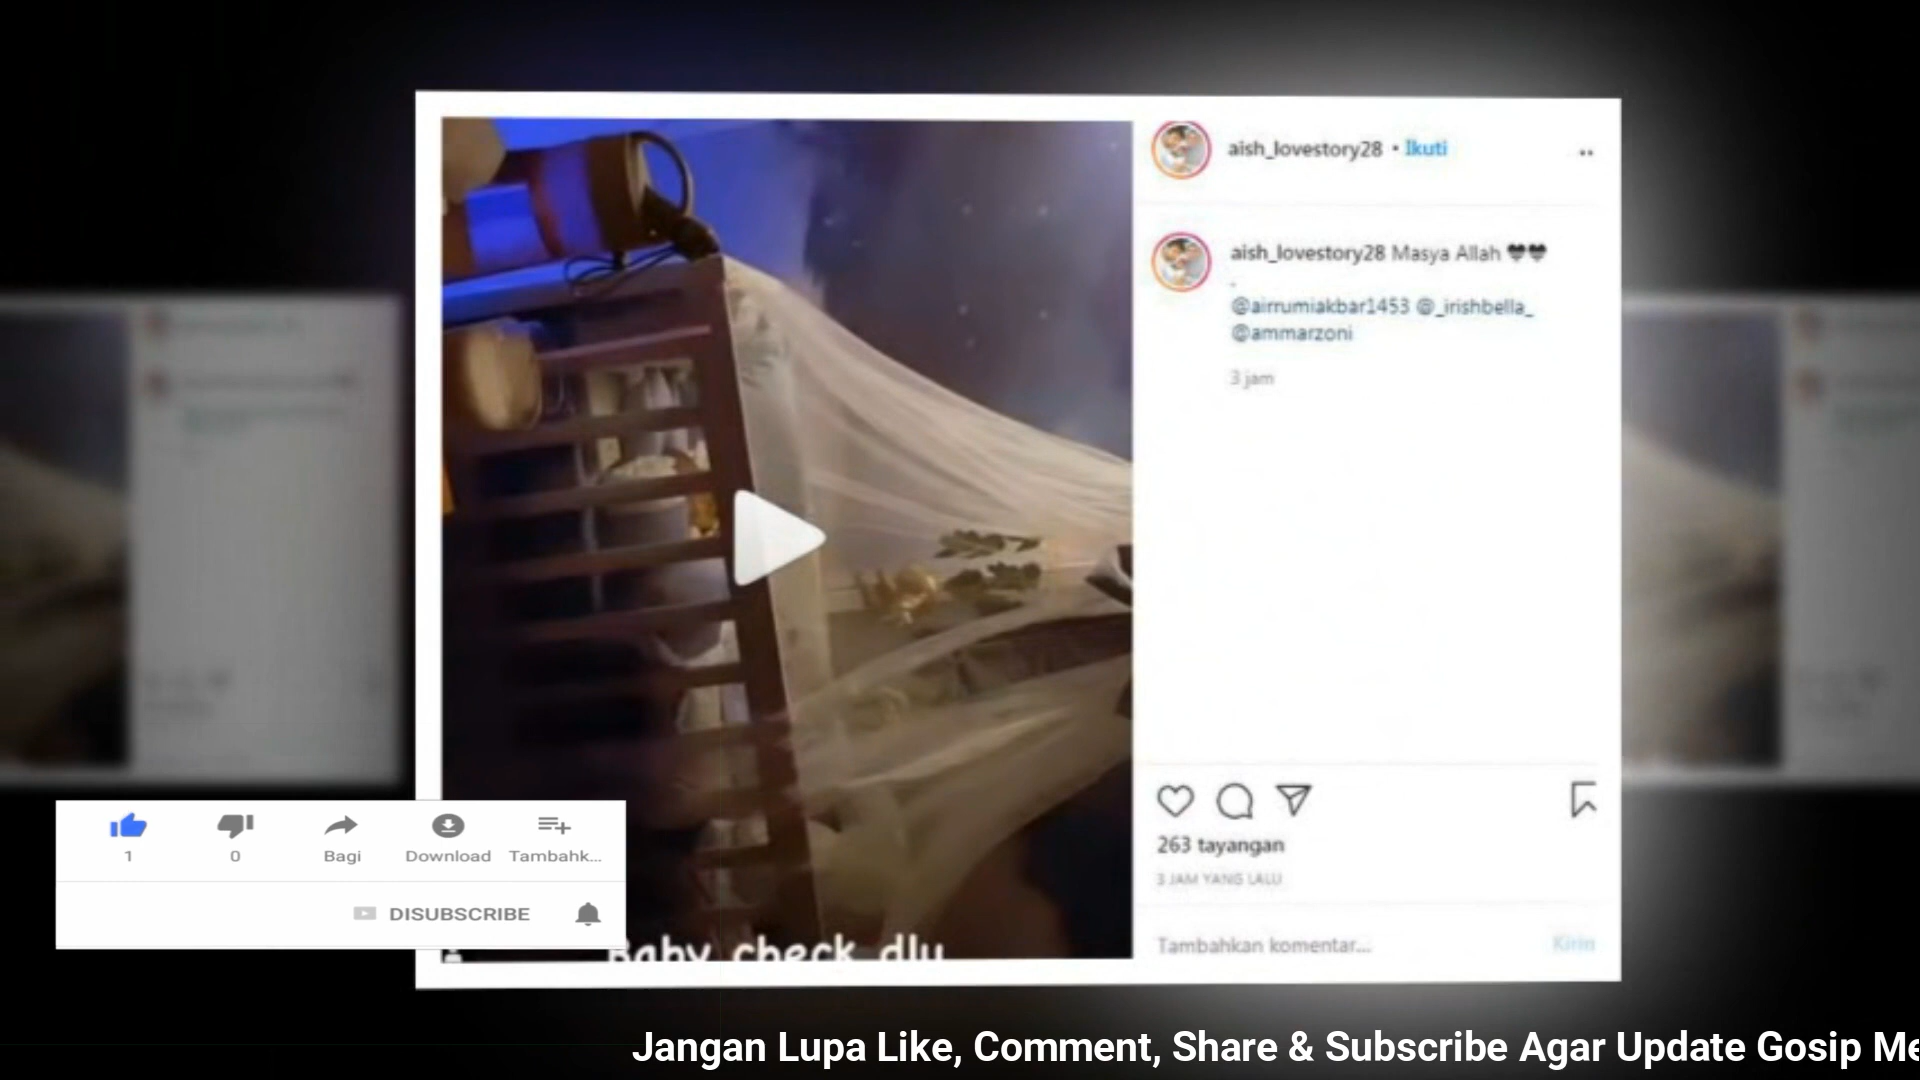 aish_lovestory28 • Ikuti
aish_lovestory28 Masya Allah 🖤🖤
.
@airrumiakbar1453 @_irishbella_
@ammarzoni
3 jam
263 tayangan
3 JAM YANG LALU
Tambahkan komentar...
Kirim
Baby check dlu
1
0
Bagi
Download
Tambahk...
DISUBSCRIBE
Jangan Lupa Like, Comment, Share & Subscribe Agar Update Gosip Me